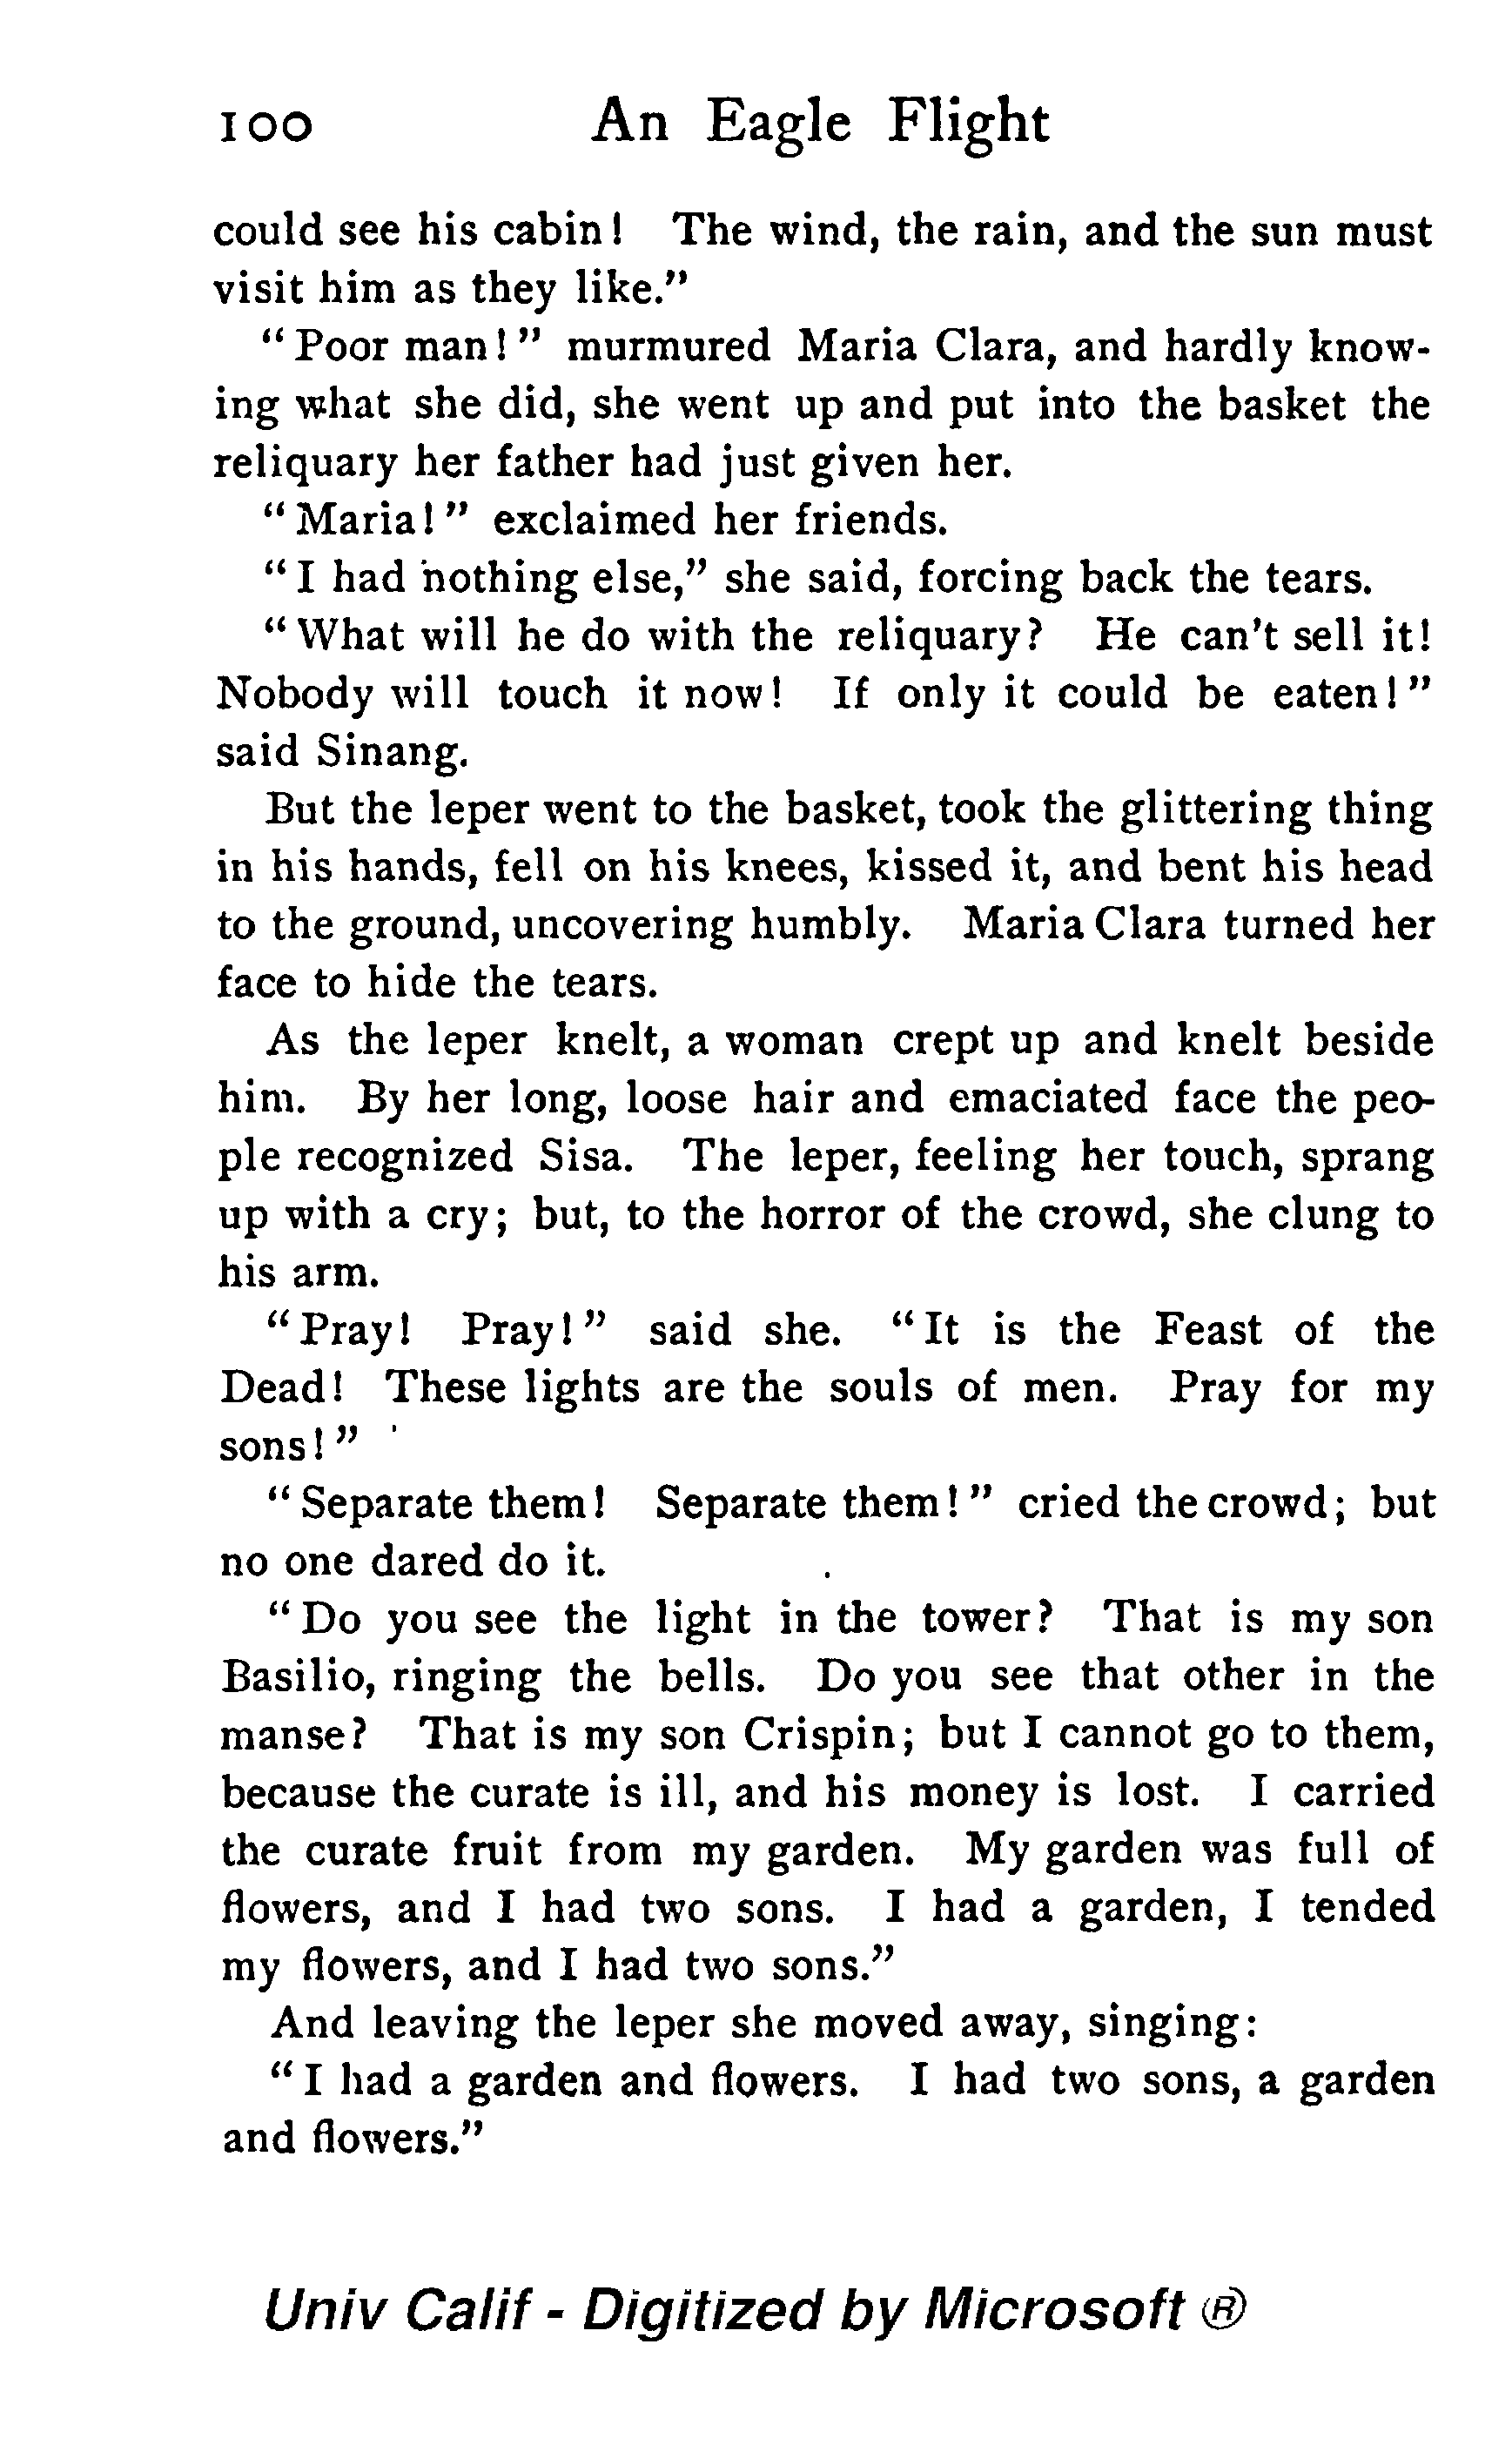 100 An Eagle Flight
could see his cabin! The wind, the rain, and the sun must
visit him as they like."
"Poor man!" murmured Maria Clara, and hardly know-
ing what she did, she went up and put into the basket the
reliquary her father had just given her.
"Maria!" exclaimed her friends.
"I had nothing else," she said, forcing back the tears.
"What will he do with the reliquary? He can't sell it!
Nobody will touch it now! If only it could be eaten!"
said Sinang.
But the leper went to the basket, took the glittering thing
in his hands, fell on his knees, kissed it, and bent his head
to the ground, uncovering humbly. Maria Clara turned her
face to hide the tears.
As the leper knelt, a woman crept up and knelt beside
him. By her long, loose hair and emaciated face the peo-
ple recognized Sisa. The leper, feeling her touch, sprang
up with a cry; but, to the horror of the crowd, she clung to
his arm.
"Pray! Pray!" said she. "It is the Feast of the
Dead! These lights are the souls of men. Pray for my
sons!"
"Separate them! Separate them!" cried the crowd; but
no one dared do it.
"Do you see the light in the tower? That is my son
Basilio, ringing the bells. Do you see that other in the
manse? That is my son Crispin; but I cannot go to them,
because the curate is ill, and his money is lost. I carried
the curate fruit from my garden. My garden was full of
flowers, and I had two sons. I had a garden, I tended
my flowers, and I had two sons."
And leaving the leper she moved away, singing:
"I had a garden and flowers. I had two sons, a garden
and flowers."
Univ Calif - Digitized by Microsoft ®